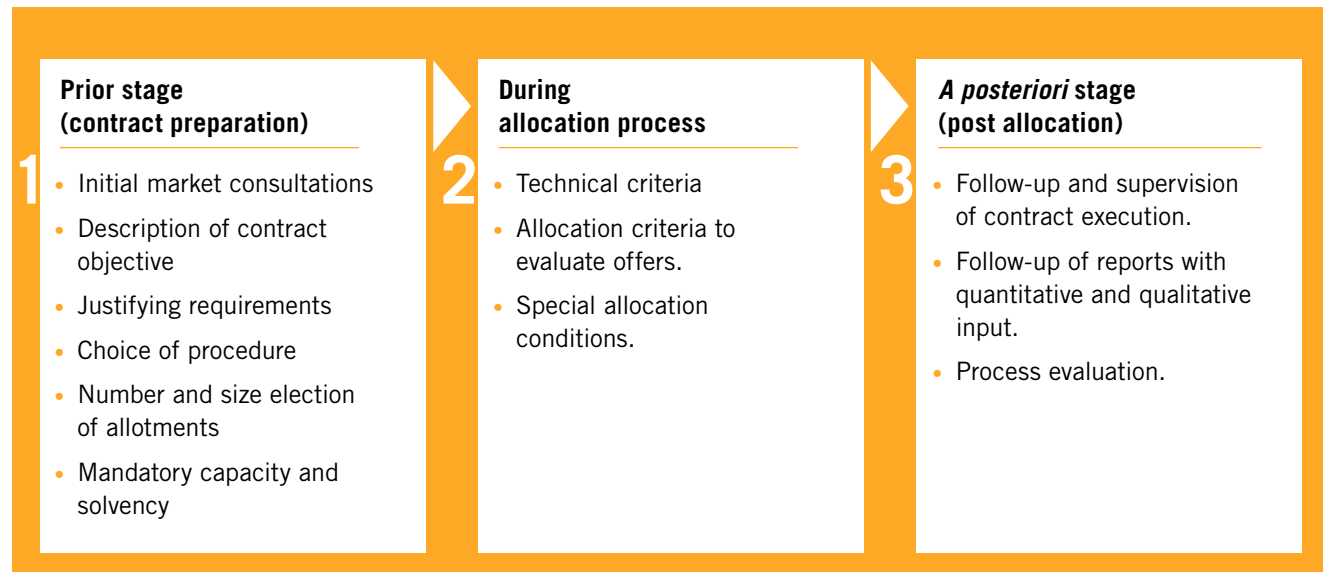 1
Prior stage
(contract preparation)
• Initial market consultations
• Description of contract
objective
• Justifying requirements
• Choice of procedure
• Number and size election
of allotments
• Mandatory capacity and
solvency
2
During
allocation process
• Technical criteria
• Allocation criteria to
evaluate offers.
• Special allocation
conditions.
3
A posteriori stage
(post allocation)
• Follow-up and supervision
of contract execution.
• Follow-up of reports with
quantitative and qualitative
input.
• Process evaluation.